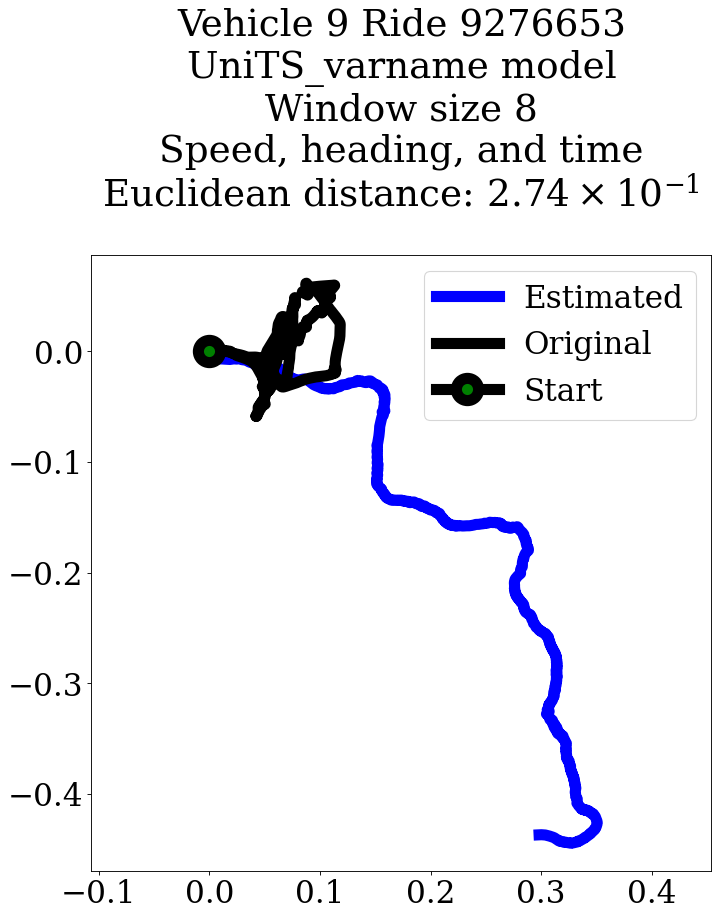 Vehicle 9 Ride 9276653
UniTS_varname model
Window size 8
Speed, heading, and time
Euclidean distance: 2.74 × 10⁻¹
Estimated
Original
Start
0.0
−0.1
−0.2
−0.3
−0.4
−0.1 0.0 0.1 0.2 0.3 0.4